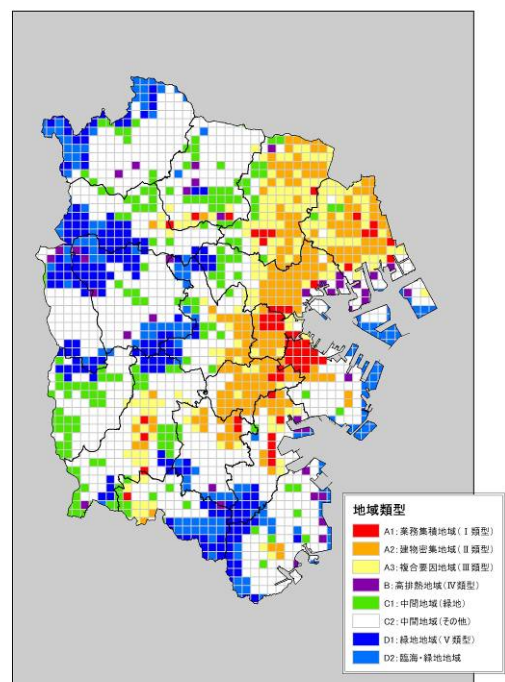 地域類型
A1:業務集積地域(Ⅰ類型)
A2:建物密集地域(Ⅱ類型)
A3:複合要因地域(Ⅲ類型)
B:高排熱地域(Ⅳ類型)
C1:中間地域(緑地)
C2:中間地域(その他)
D1:緑地地域(Ⅴ類型)
D2:臨海・緑地地域